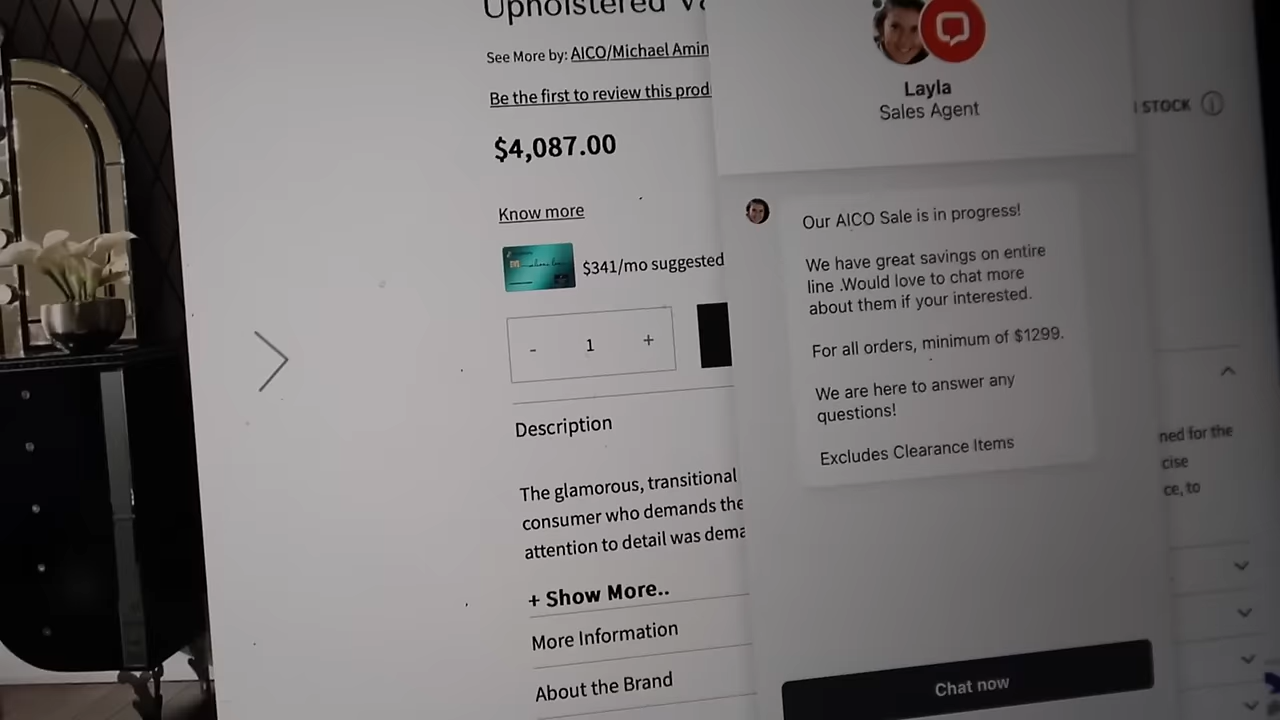 Upholstered
See More by: AICO/Michael Amin
Be the first to review this prod
$4,087.00
Know more
$341/mo suggested
- 1 +
Description
The glamorous, transitional
consumer who demands the
attention to detail was dema
+ Show More..
More Information
About the Brand
Layla
Sales Agent
Our AICO Sale is in progress!
We have great savings on entire
line .Would love to chat more
about them if your interested.
For all orders, minimum of $1299.
We are here to answer any
questions!
Excludes Clearance Items
Chat now
STOCK
ned for the
cise
ce, to